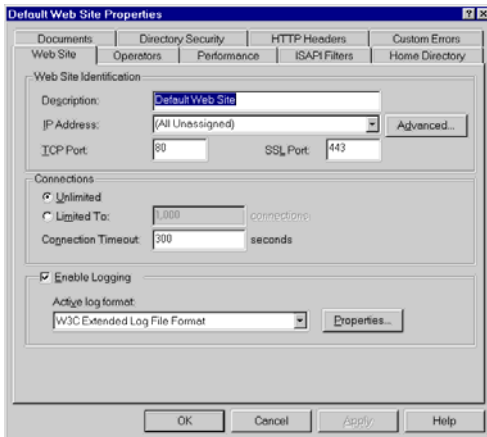 Default Web Site Properties
Documents Directory Security HTTP Headers Custom Errors
Web Site Operators Performance ISAPI Filters Home Directory
Web Site Identification
Description: Default Web Site
IP Address: (All Unassigned) Advanced...
TCP Port: 80 SSL Port: 443
Connections
Unlimited
Limited To: 1,000 connections
Connection Timeout: 300 seconds
Enable Logging
Active log format:
W3C Extended Log File Format Properties...
OK Cancel Apply Help